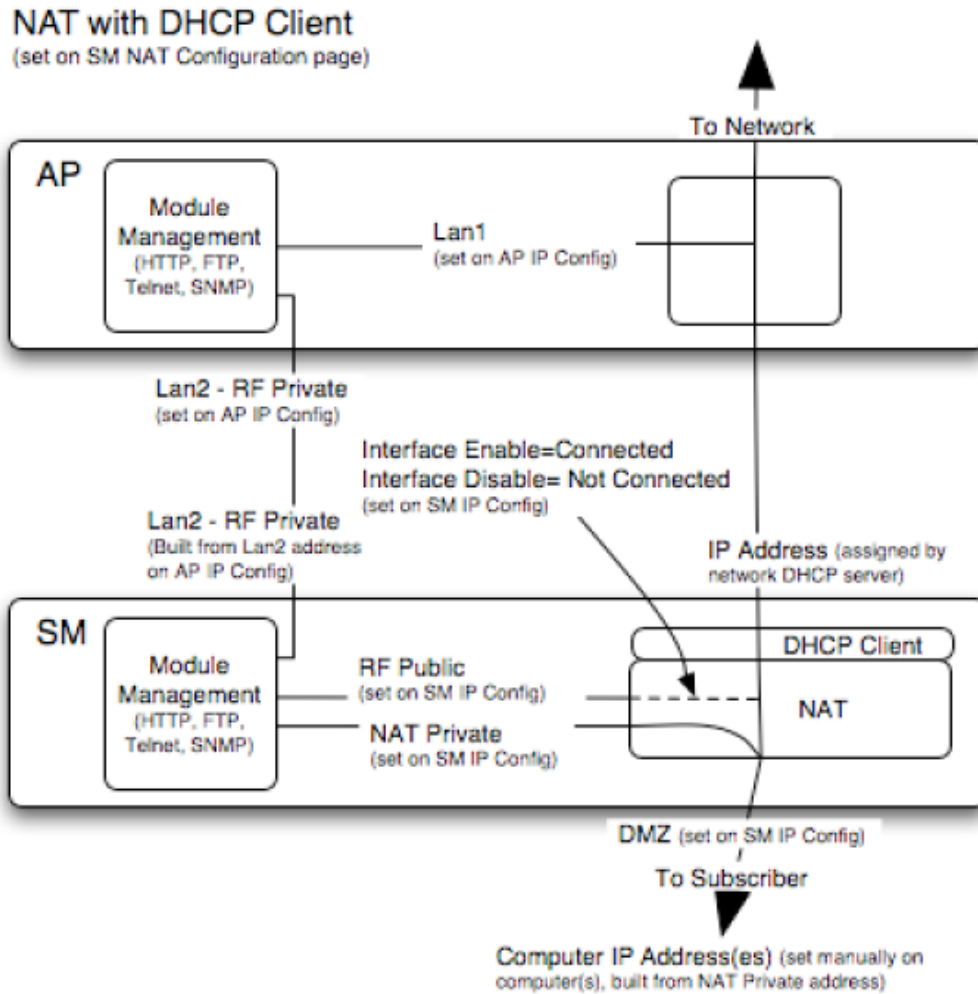 NAT with DHCP Client
(set on SM NAT Configuration page)
To Network
AP
Module
Management
(HTTP, FTP,
Telnet, SNMP)
Lan1
(set on AP IP Config)
Lan2 - RF Private
(set on AP IP Config)
Interface Enable=Connected
Interface Disable= Not Connected
(set on SM IP Config)
Lan2 - RF Private
(Built from Lan2 address
on AP IP Config)
IP Address (assigned by
network DHCP server)
SM
Module
Management
(HTTP, FTP,
Telnet, SNMP)
RF Public
(set on SM IP Config)
NAT Private
(set on SM IP Config)
DHCP Client
NAT
DMZ (set on SM IP Config)
To Subscriber
Computer IP Address(es) (set manually on
computer(s), built from NAT Private address)